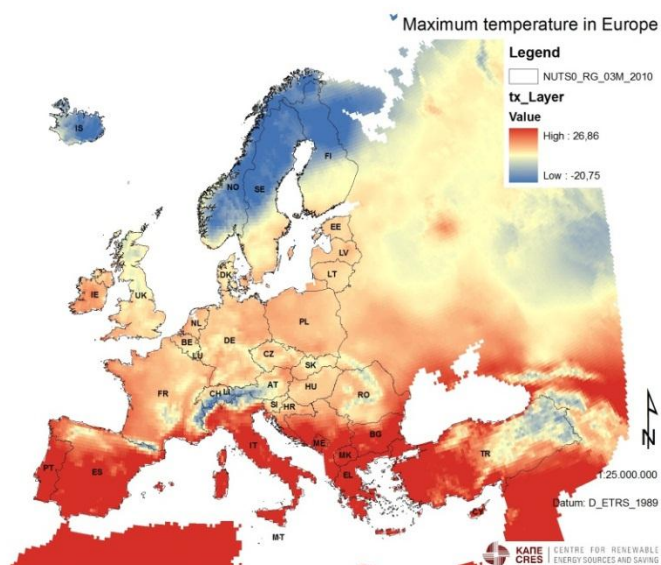 Maximum temperature in Europe
Legend
NUTS0_RG_03M_2010
tx_Layer
Value
High : 26,86
Low : -20,75
IS
FI
NO
SE
EE
LV
LT
DK
IE
UK
NL
BE
LU
DE
PL
CZ
SK
FR
CH
LI
AT
HU
RO
SI
HR
IT
ME
BG
MK
EL
TR
PT
ES
MT
1:25.000.000
Datum: D_ETRS_1989
ΚΑΠΕ
CRES
CENTRE FOR RENEWABLE
ENERGY SOURCES AND SAVING